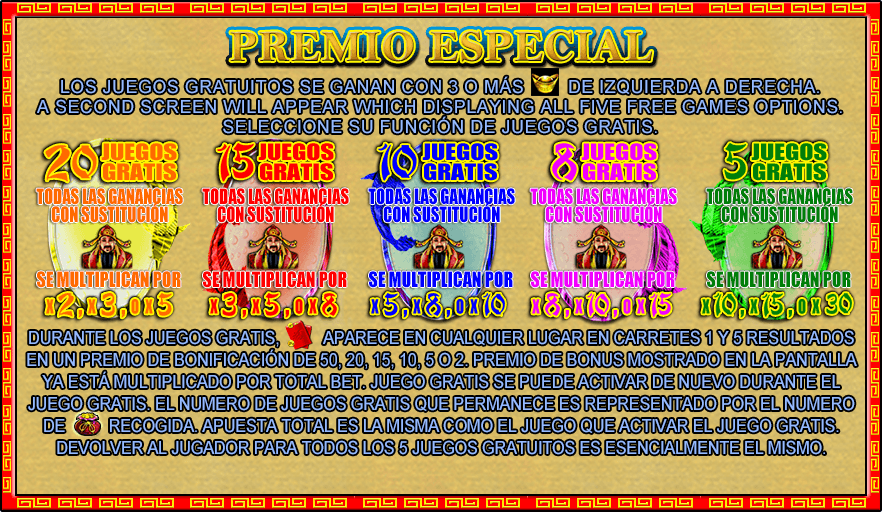 PREMIO ESPECIAL
LOS JUEGOS GRATUITOS SE GANAN CON 3 O MÁS DE IZQUIERDA A DERECHA.
A SECOND SCREEN WILL APPEAR WHICH DISPLAYING ALL FIVE FREE GAMES OPTIONS.
SELECCIONE SU FUNCIÓN DE JUEGOS GRATIS.
20 JUEGOS GRATIS
TODAS LAS GANANCIAS
CON SUSTITUCIÓN
SE MULTIPLICAN POR
X2, X3, O X5
15 JUEGOS GRATIS
TODAS LAS GANANCIAS
CON SUSTITUCIÓN
SE MULTIPLICAN POR
X3, X5, O X8
10 JUEGOS GRATIS
TODAS LAS GANANCIAS
CON SUSTITUCIÓN
SE MULTIPLICAN POR
X5, X8, O X10
8 JUEGOS GRATIS
TODAS LAS GANANCIAS
CON SUSTITUCIÓN
SE MULTIPLICAN POR
X8, X10, O X15
5 JUEGOS GRATIS
TODAS LAS GANANCIAS
CON SUSTITUCIÓN
SE MULTIPLICAN POR
X10, X15, O X30
DURANTE LOS JUEGOS GRATIS, APARECE EN CUALQUIER LUGAR EN CARRETES 1 Y 5 RESULTADOS
EN UN PREMIO DE BONIFICACIÓN DE 50, 20, 15, 10, 5 O 2. PREMIO DE BONUS MOSTRADO EN LA PANTALLA
YA ESTÁ MULTIPLICADO POR TOTAL BET. JUEGO GRATIS SE PUEDE ACTIVAR DE NUEVO DURANTE EL
JUEGO GRATIS. EL NUMERO DE JUEGOS GRATIS QUE PERMANECE ES REPRESENTADO POR EL NUMERO
DE RECOGIDA. APUESTA TOTAL ES LA MISMA COMO EL JUEGO QUE ACTIVAR EL JUEGO GRATIS.
DEVOLVER AL JUGADOR PARA TODOS LOS 5 JUEGOS GRATUITOS ES ESENCIALMENTE EL MISMO.